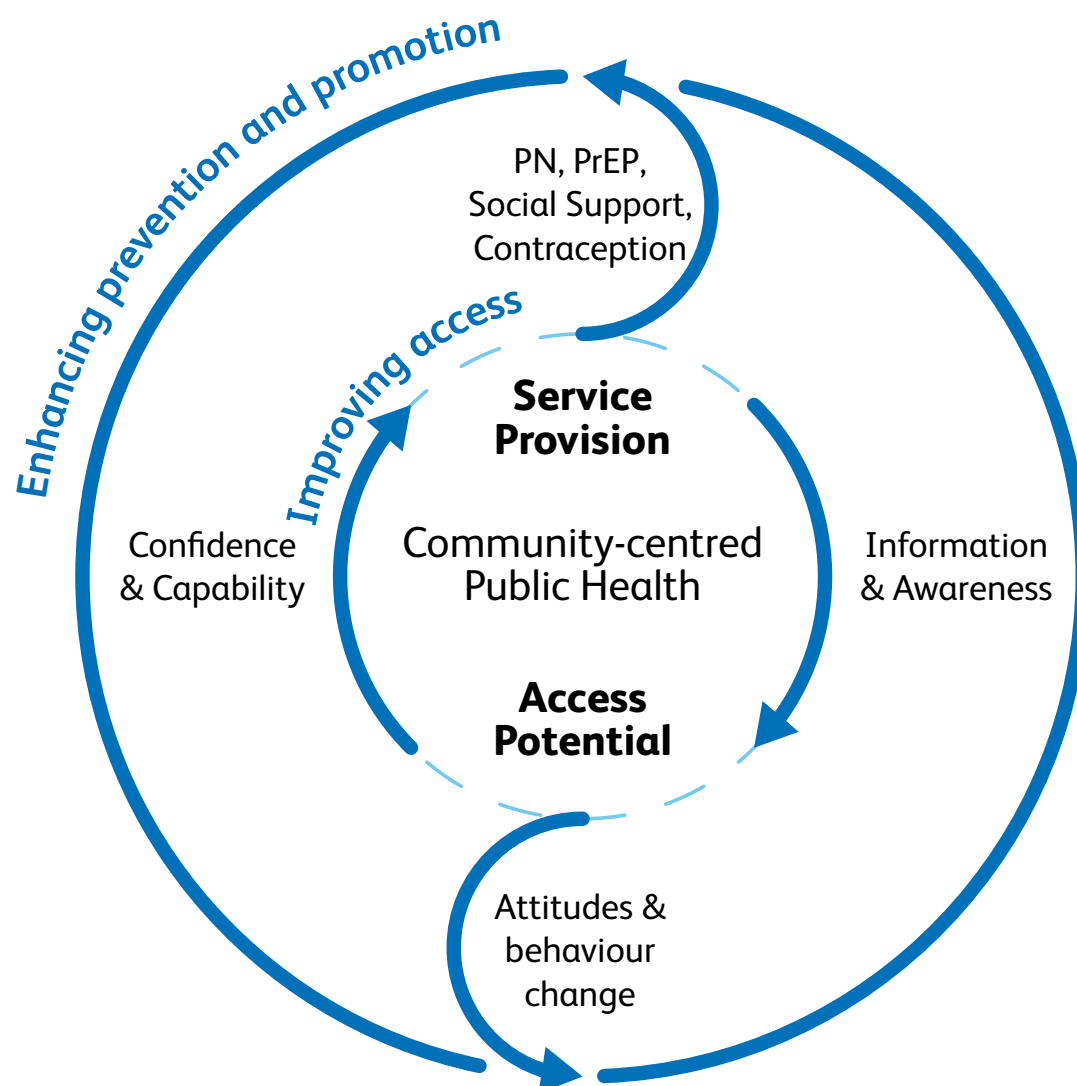 Enhancing prevention and promotion
PN, PrEP,
Social Support,
Contraception
Improving access
Service
Provision
Confidence
& Capability
Community-centred
Public Health
Information
& Awareness
Access
Potential
Attitudes &
behaviour
change